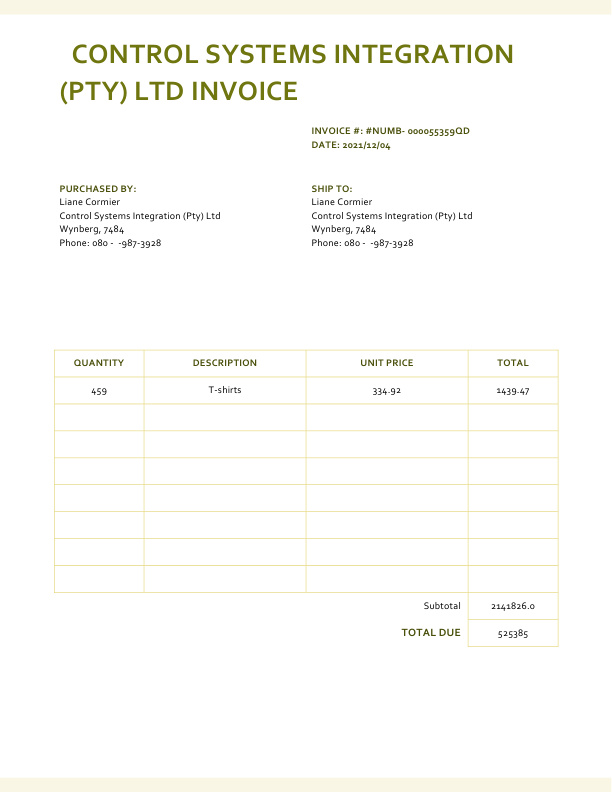 CONTROL SYSTEMS INTEGRATION
(PTY) LTD INVOICE
INVOICE #: #NUMB- 000055359QD
DATE: 2021/12/04
PURCHASED BY:
Liane Cormier
Control Systems Integration (Pty) Ltd
Wynberg, 7484
Phone: 080 -  -987-3928
SHIP TO:
Liane Cormier
Control Systems Integration (Pty) Ltd
Wynberg, 7484
Phone: 080 -  -987-3928
QUANTITY DESCRIPTION UNIT PRICE TOTAL
459 T-shirts 334.92 1439.47
Subtotal 2141826.0
TOTAL DUE 525385